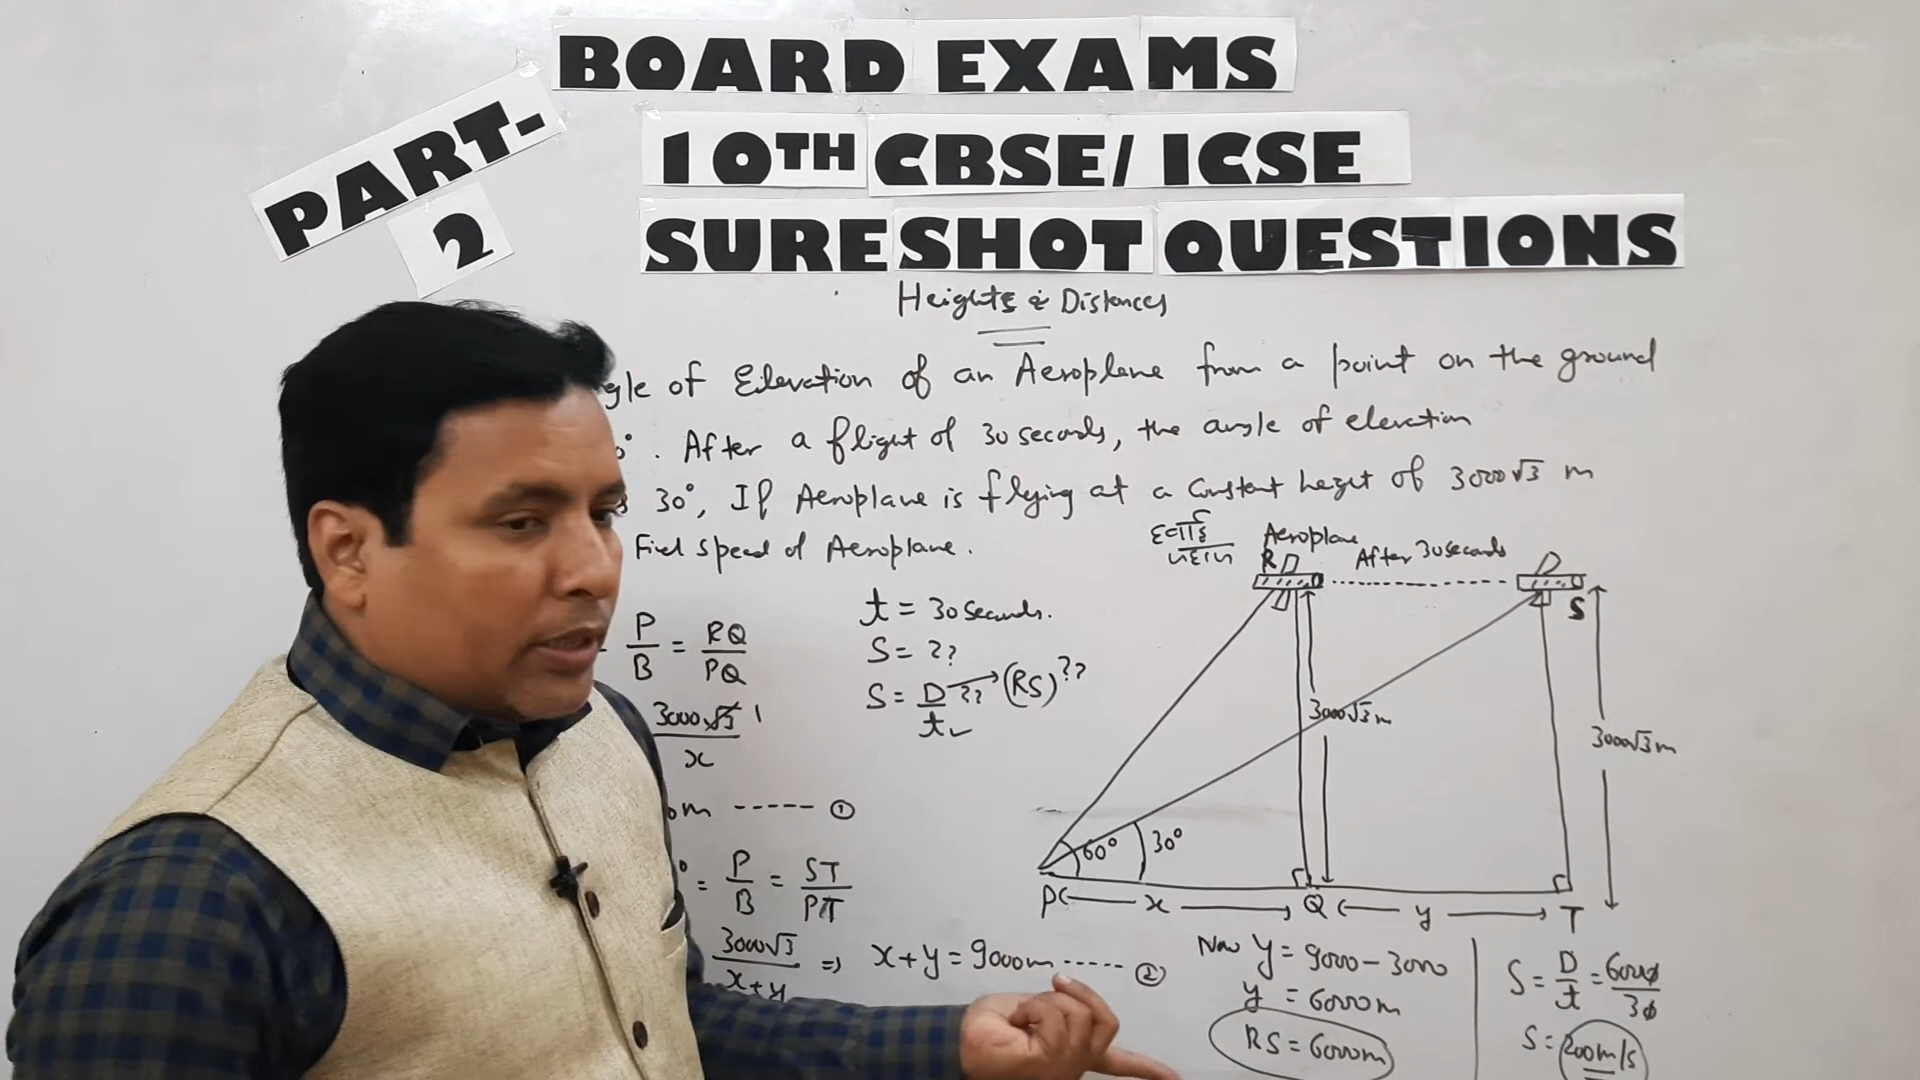 BOARD EXAMS
PART-
2
10TH CBSE/ ICSE
SURESHOT QUESTIONS
Heights & Distances
gle of Elevation of an Aeroplane from a point on the ground
0°. After a flight of 30 seconds, the angle of elevation
s 30°, If Aeroplane is flying at a constant height of 3000√3 m
Find speed of Aeroplane.
Aeroplane
After 30 seconds
R
S
P/B = RQ/PQ
3000√3 1
x
om ----- ①
° = P/B = ST/PT
3000√3/x+y ⇒ x+y = 9000m ----- ②
t = 30 seconds.
S = ??
S = D/t ?? → (RS) ??
3000√3 m
3000√3 m
60°
30°
P x Q y T
Now y = 9000 - 3000
y = 6000m
RS = 6000m
S = D/t = 6000/30
S = 200m/s